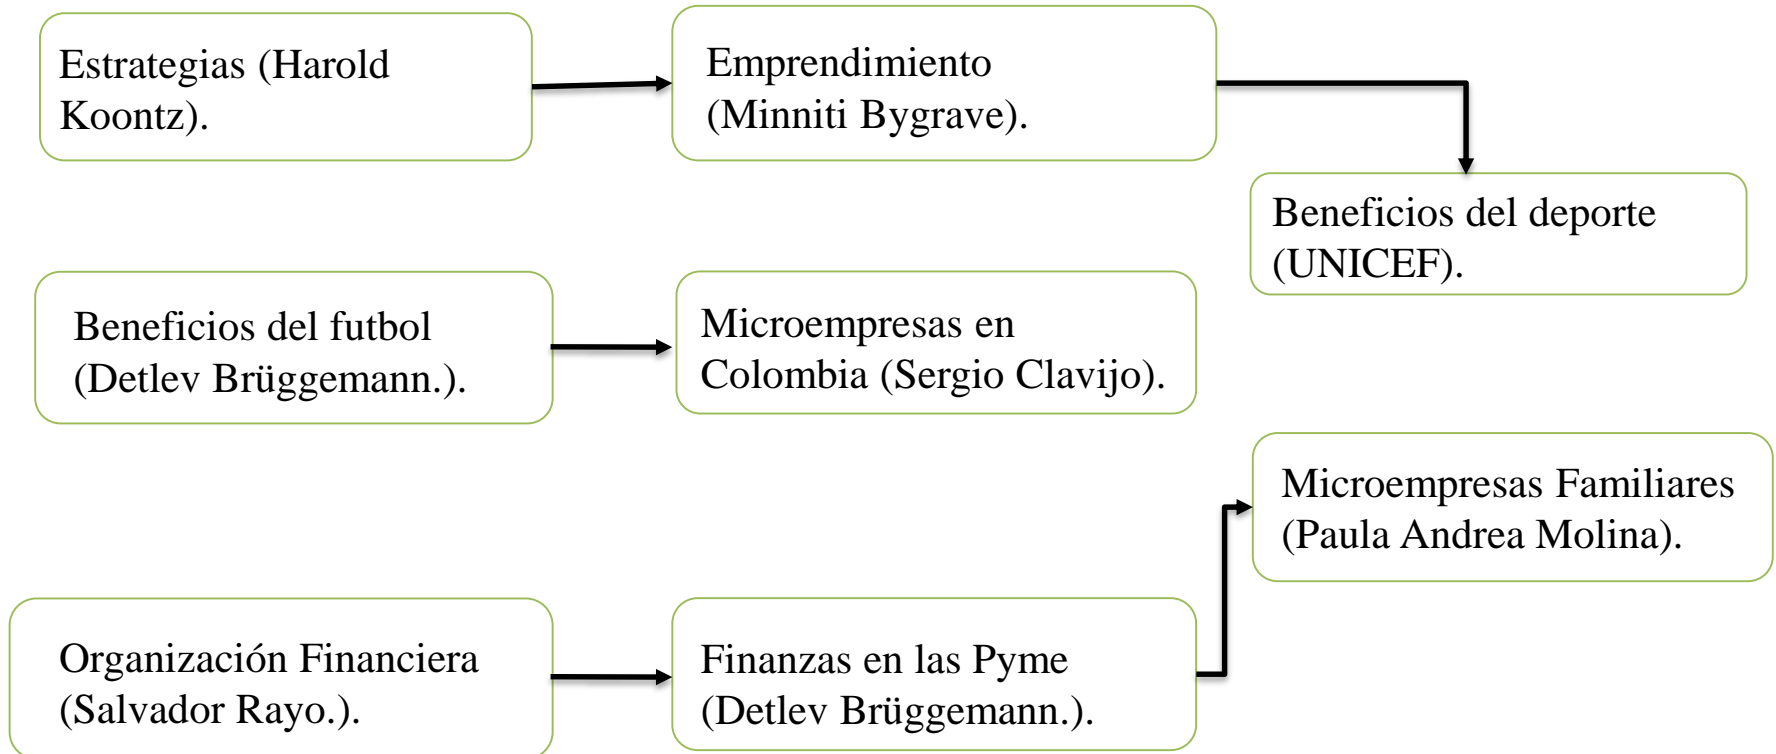 Estrategias (Harold
Koontz).
Emprendimiento
(Minniti Bygrave).
Beneficios del deporte
(UNICEF).
Beneficios del futbol
(Detlev Brüggemann.).
Microempresas en
Colombia (Sergio Clavijo).
Microempresas Familiares
(Paula Andrea Molina).
Organización Financiera
(Salvador Rayo.).
Finanzas en las Pyme
(Detlev Brüggemann.).